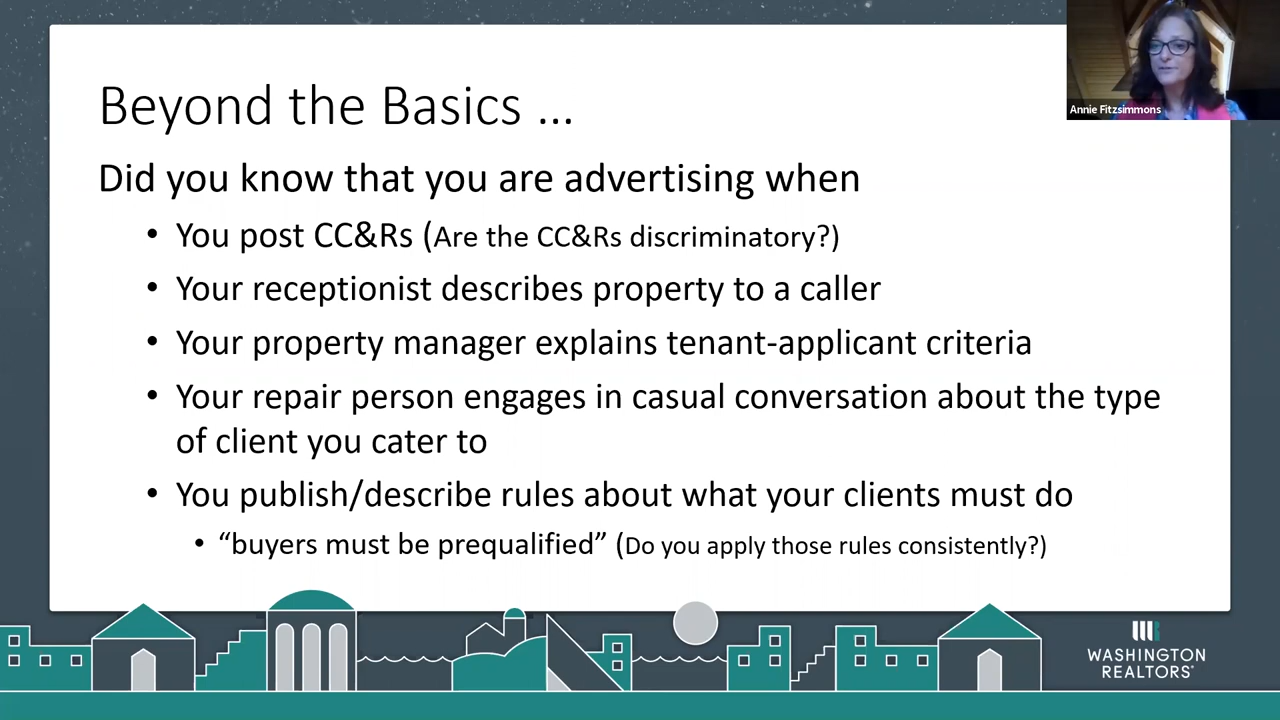 Beyond the Basics ...
Annie Fitzsimmons
Did you know that you are advertising when
• You post CC&Rs (Are the CC&Rs discriminatory?)
• Your receptionist describes property to a caller
• Your property manager explains tenant-applicant criteria
• Your repair person engages in casual conversation about the type
of client you cater to
• You publish/describe rules about what your clients must do
• “buyers must be prequalified” (Do you apply those rules consistently?)
WASHINGTON
REALTORS®